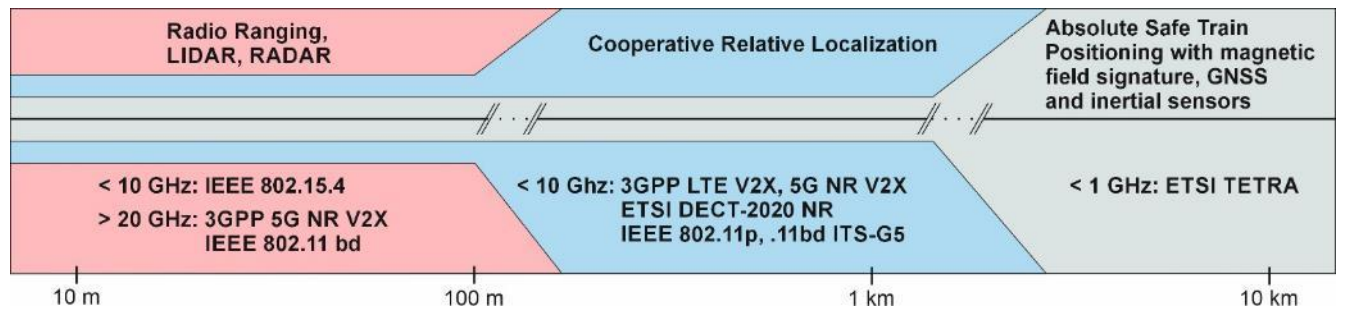 Radio Ranging,
LIDAR, RADAR
Cooperative Relative Localization
Absolute Safe Train
Positioning with magnetic
field signature, GNSS
and inertial sensors
< 10 GHz: IEEE 802.15.4
> 20 GHz: 3GPP 5G NR V2X
IEEE 802.11 bd
< 10 Ghz: 3GPP LTE V2X, 5G NR V2X
ETSI DECT-2020 NR
IEEE 802.11p, .11bd ITS-G5
< 1 GHz: ETSI TETRA
10 m
100 m
1 km
10 km